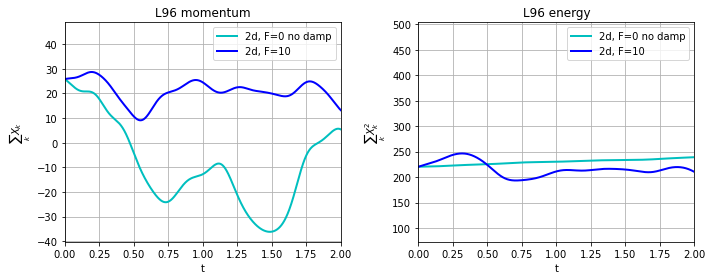 L96 momentum
40
30
20
10
0
−10
−20
−30
−40
0.00 0.25 0.50 0.75 1.00 1.25 1.50 1.75 2.00
t
∑ₖ Xₖ
2d, F=0 no damp
2d, F=10
L96 energy
500
450
400
350
300
250
200
150
100
0.00 0.25 0.50 0.75 1.00 1.25 1.50 1.75 2.00
t
∑ₖ Xₖ²
2d, F=0 no damp
2d, F=10